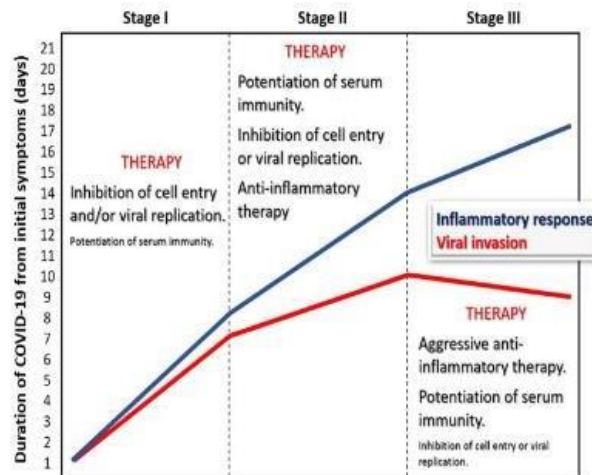 Stage I
Stage II
Stage III
Duration of COVID-19 from initial symptoms (days)
21
20
19
18
17
16
15
14
13
12
11
10
9
8
7
6
5
4
3
2
1
THERAPY
Inhibition of cell entry
and/or viral replication.
Potentiation of serum immunity.
THERAPY
Potentiation of serum
immunity.
Inhibition of cell entry
or viral replication.
Anti-inflammatory
therapy
Inflammatory response
Viral invasion
THERAPY
Aggressive anti-
inflammatory therapy.
Potentiation of serum
immunity.
Inhibition of cell entry or viral
replication.